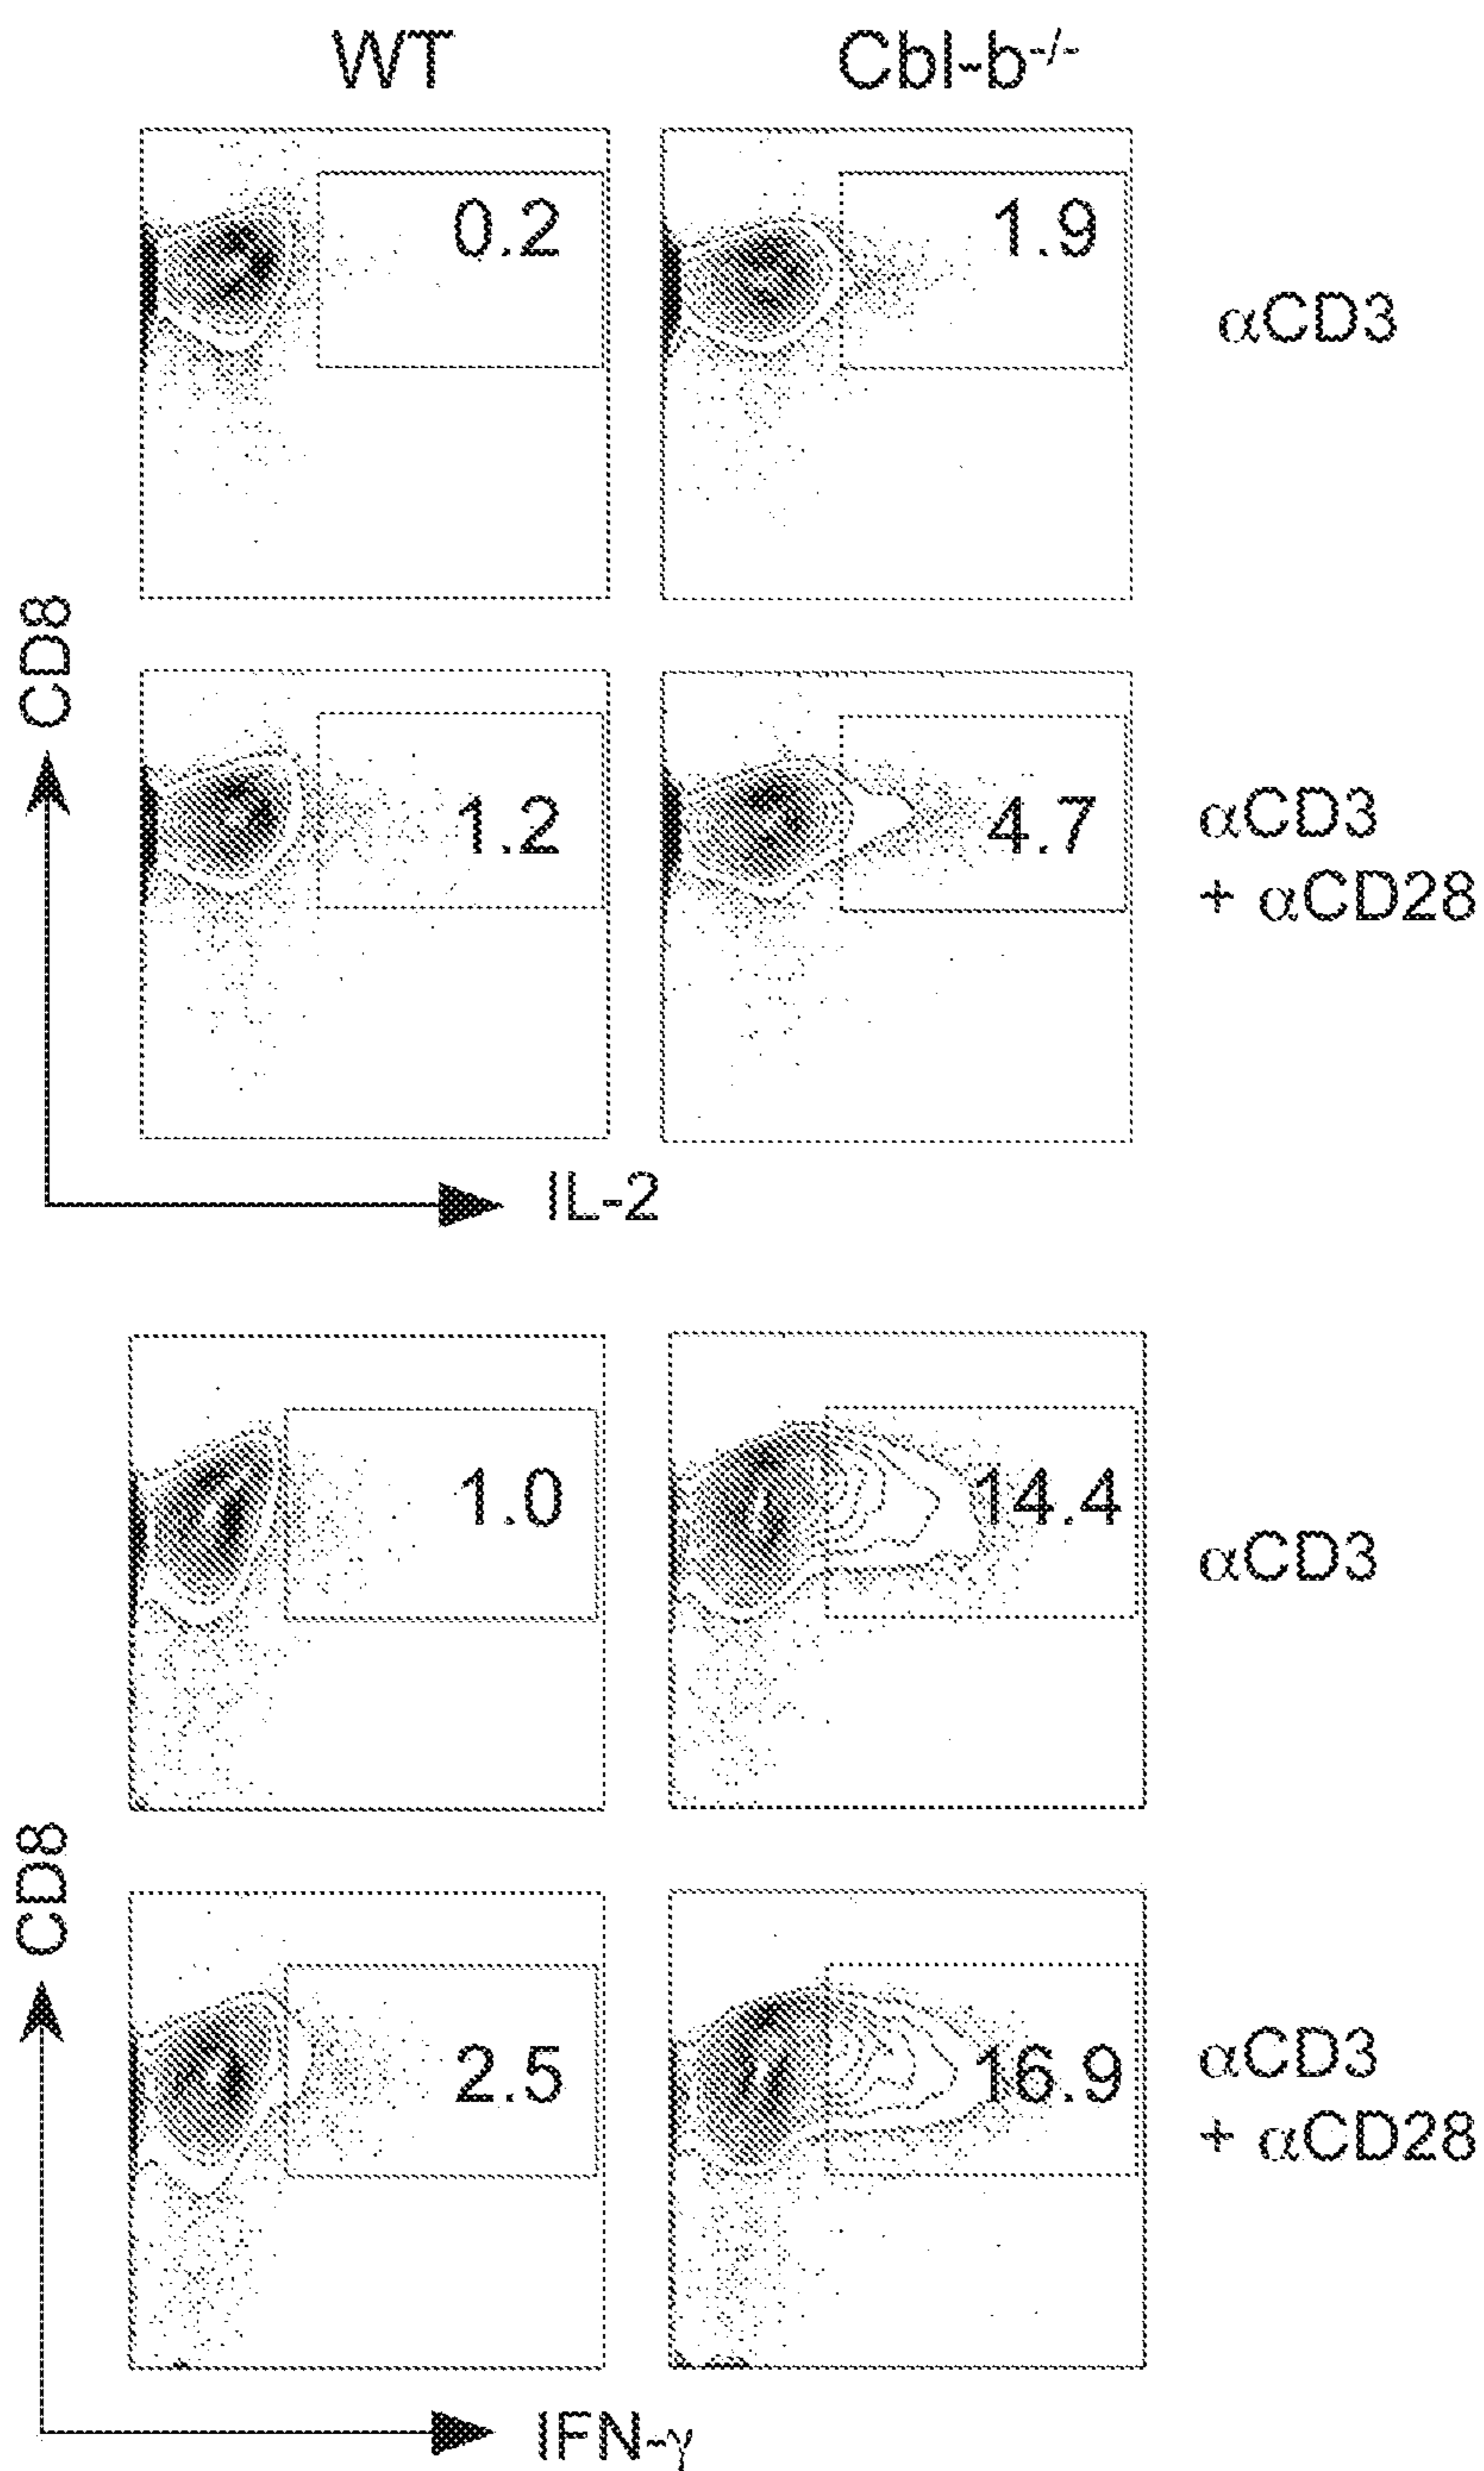 WT Cbl-b-/-
0.2 1.9 αCD3
CD8
1.2 4.7 αCD3
+ αCD28
IL-2
1.0 14.4 αCD3
CD8
2.5 16.9 αCD3
+ αCD28
IFN-γ